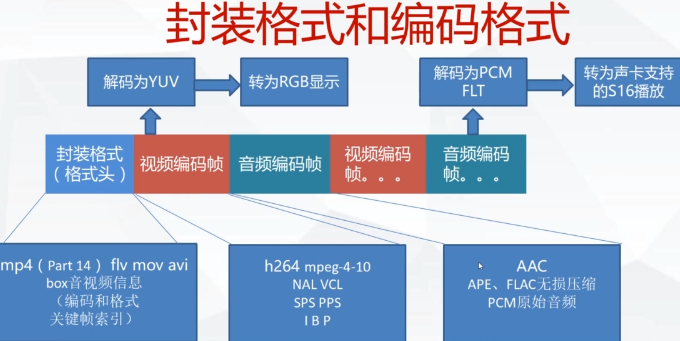 封装格式和编码格式
解码为YUV
转为RGB显示
解码为PCM
FLT
转为声卡支持
的S16播放
封装格式
（格式头）
视频编码帧
音频编码帧
视频编码
帧。。。
音频编码
帧。。。
mp4（Part 14） flv mov avi
box音视频信息
（编码和格式
关键帧索引）
h264 mpeg-4-10
NAL VCL
SPS PPS
I B P
AAC
APE、FLAC无损压缩
PCM原始音频